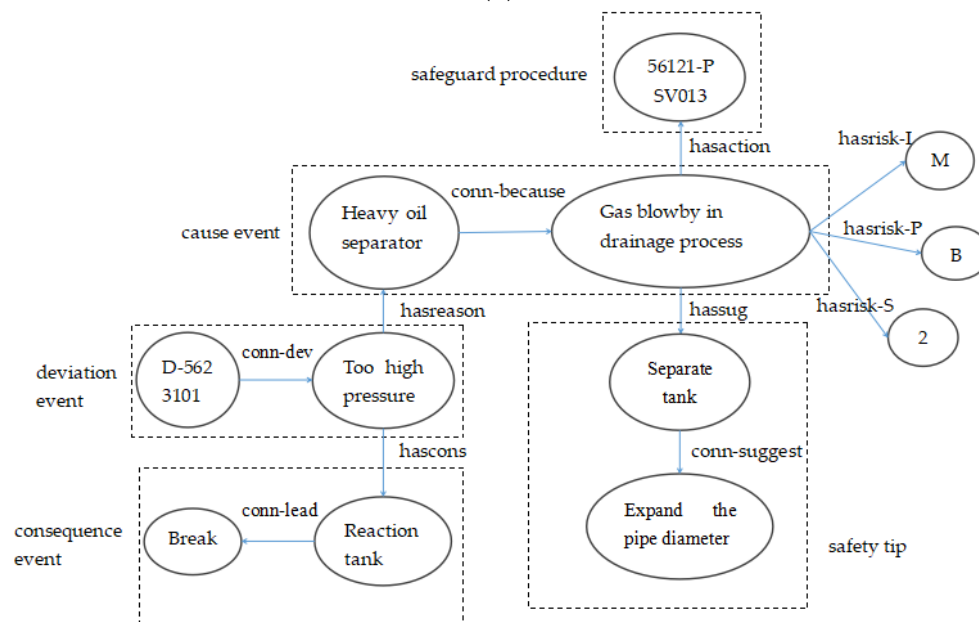 56121-P
SV013
safeguard procedure
hasaction
hasrisk-L
M
conn-because
Heavy oil
separator
Gas blowby in
drainage process
cause event
hasrisk-P
B
hasreason
hassug
hasrisk-S
2
conn-dev
D-562
3101
Too high
pressure
deviation
event
Separate
tank
hascons
conn-suggest
conn-lead
Break
Reaction
tank
consequence
event
Expand the
pipe diameter
safety tip